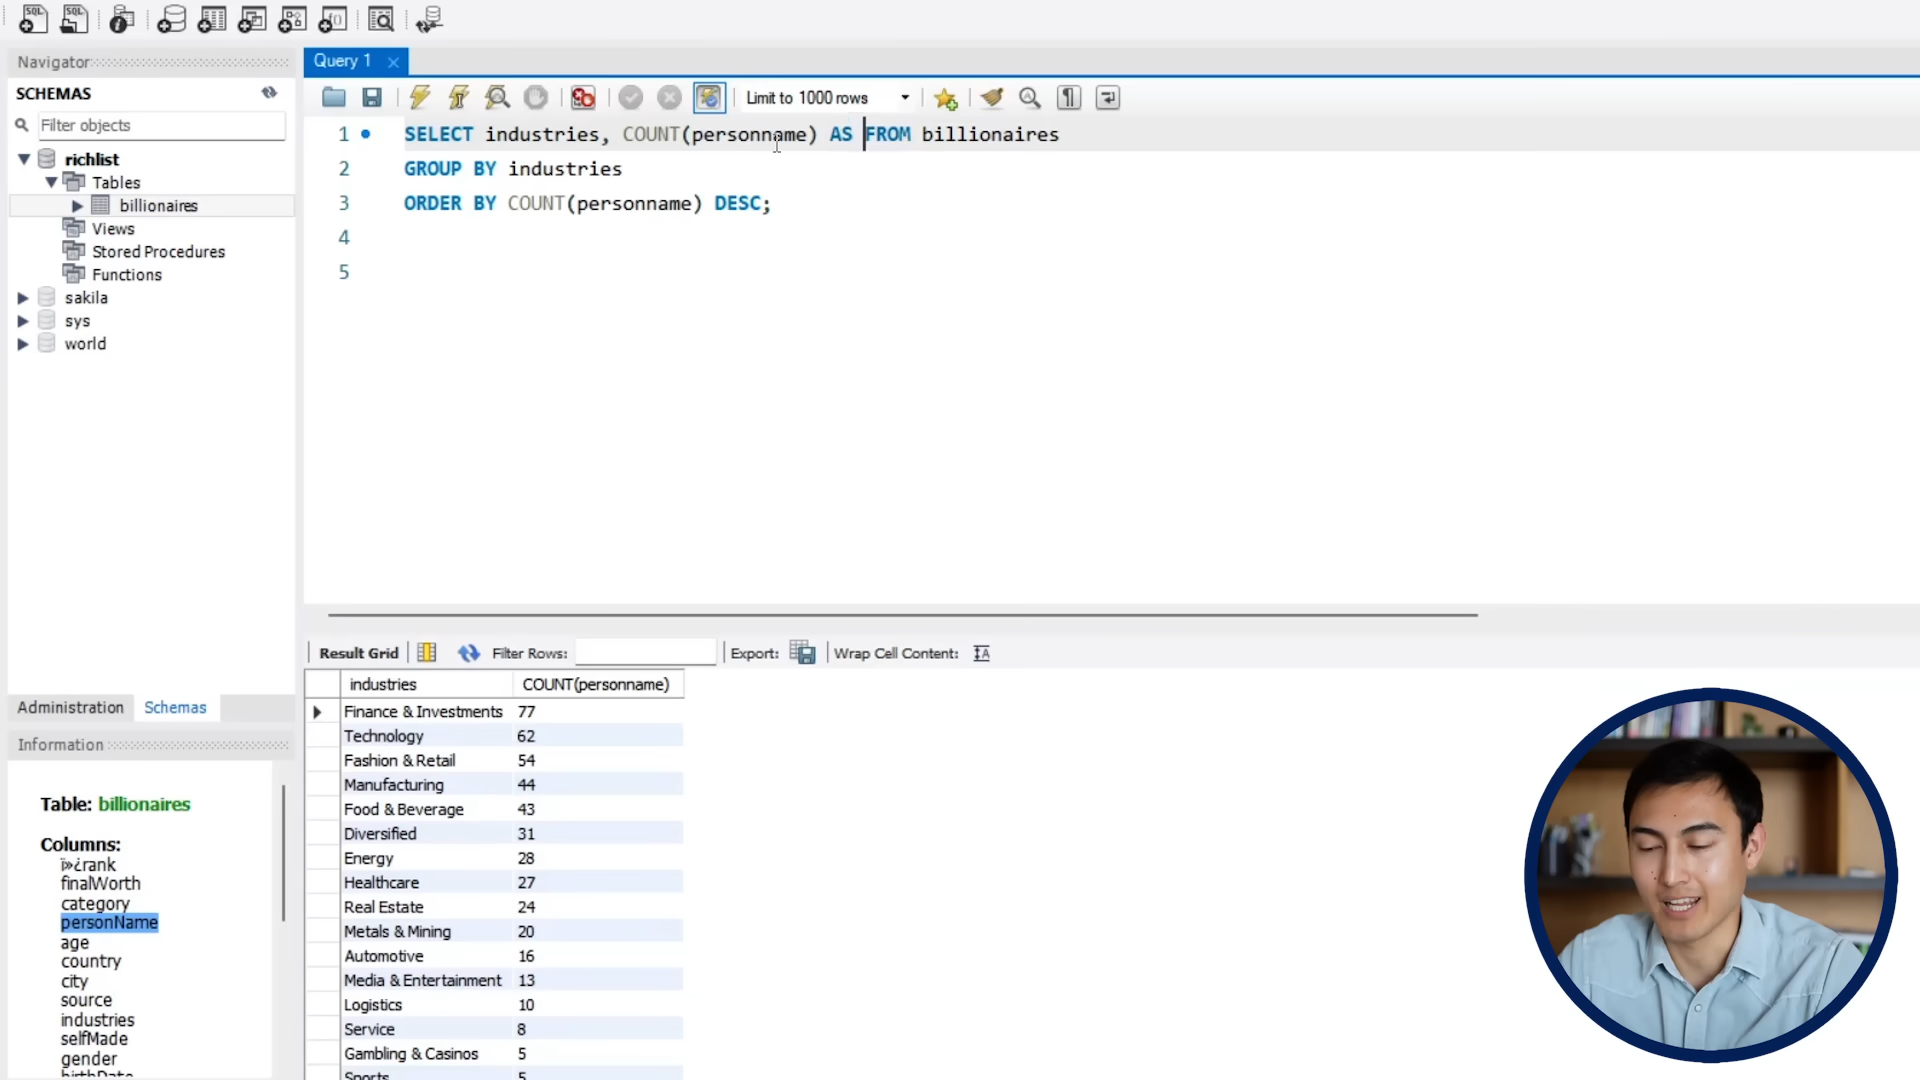 SQL
SQL
f()
Navigator
SCHEMAS
Filter objects
richlist
Tables
billionaires
Views
Stored Procedures
Functions
sakila
sys
world
Administration
Schemas
Information
Table: billionaires
Columns:
ï»¿rank
finalWorth
category
personName
age
country
city
source
industries
selfMade
gender
birthDate
Query 1
Limit to 1000 rows
1 SELECT industries, COUNT(personname) AS FROM billionaires
2 GROUP BY industries
3 ORDER BY COUNT(personname) DESC;
4
5
Result Grid
Filter Rows:
Export:
Wrap Cell Content:
industries COUNT(personname)
Finance & Investments 77
Technology 62
Fashion & Retail 54
Manufacturing 44
Food & Beverage 43
Diversified 31
Energy 28
Healthcare 27
Real Estate 24
Metals & Mining 20
Automotive 16
Media & Entertainment 13
Logistics 10
Service 8
Gambling & Casinos 5
Sports 5